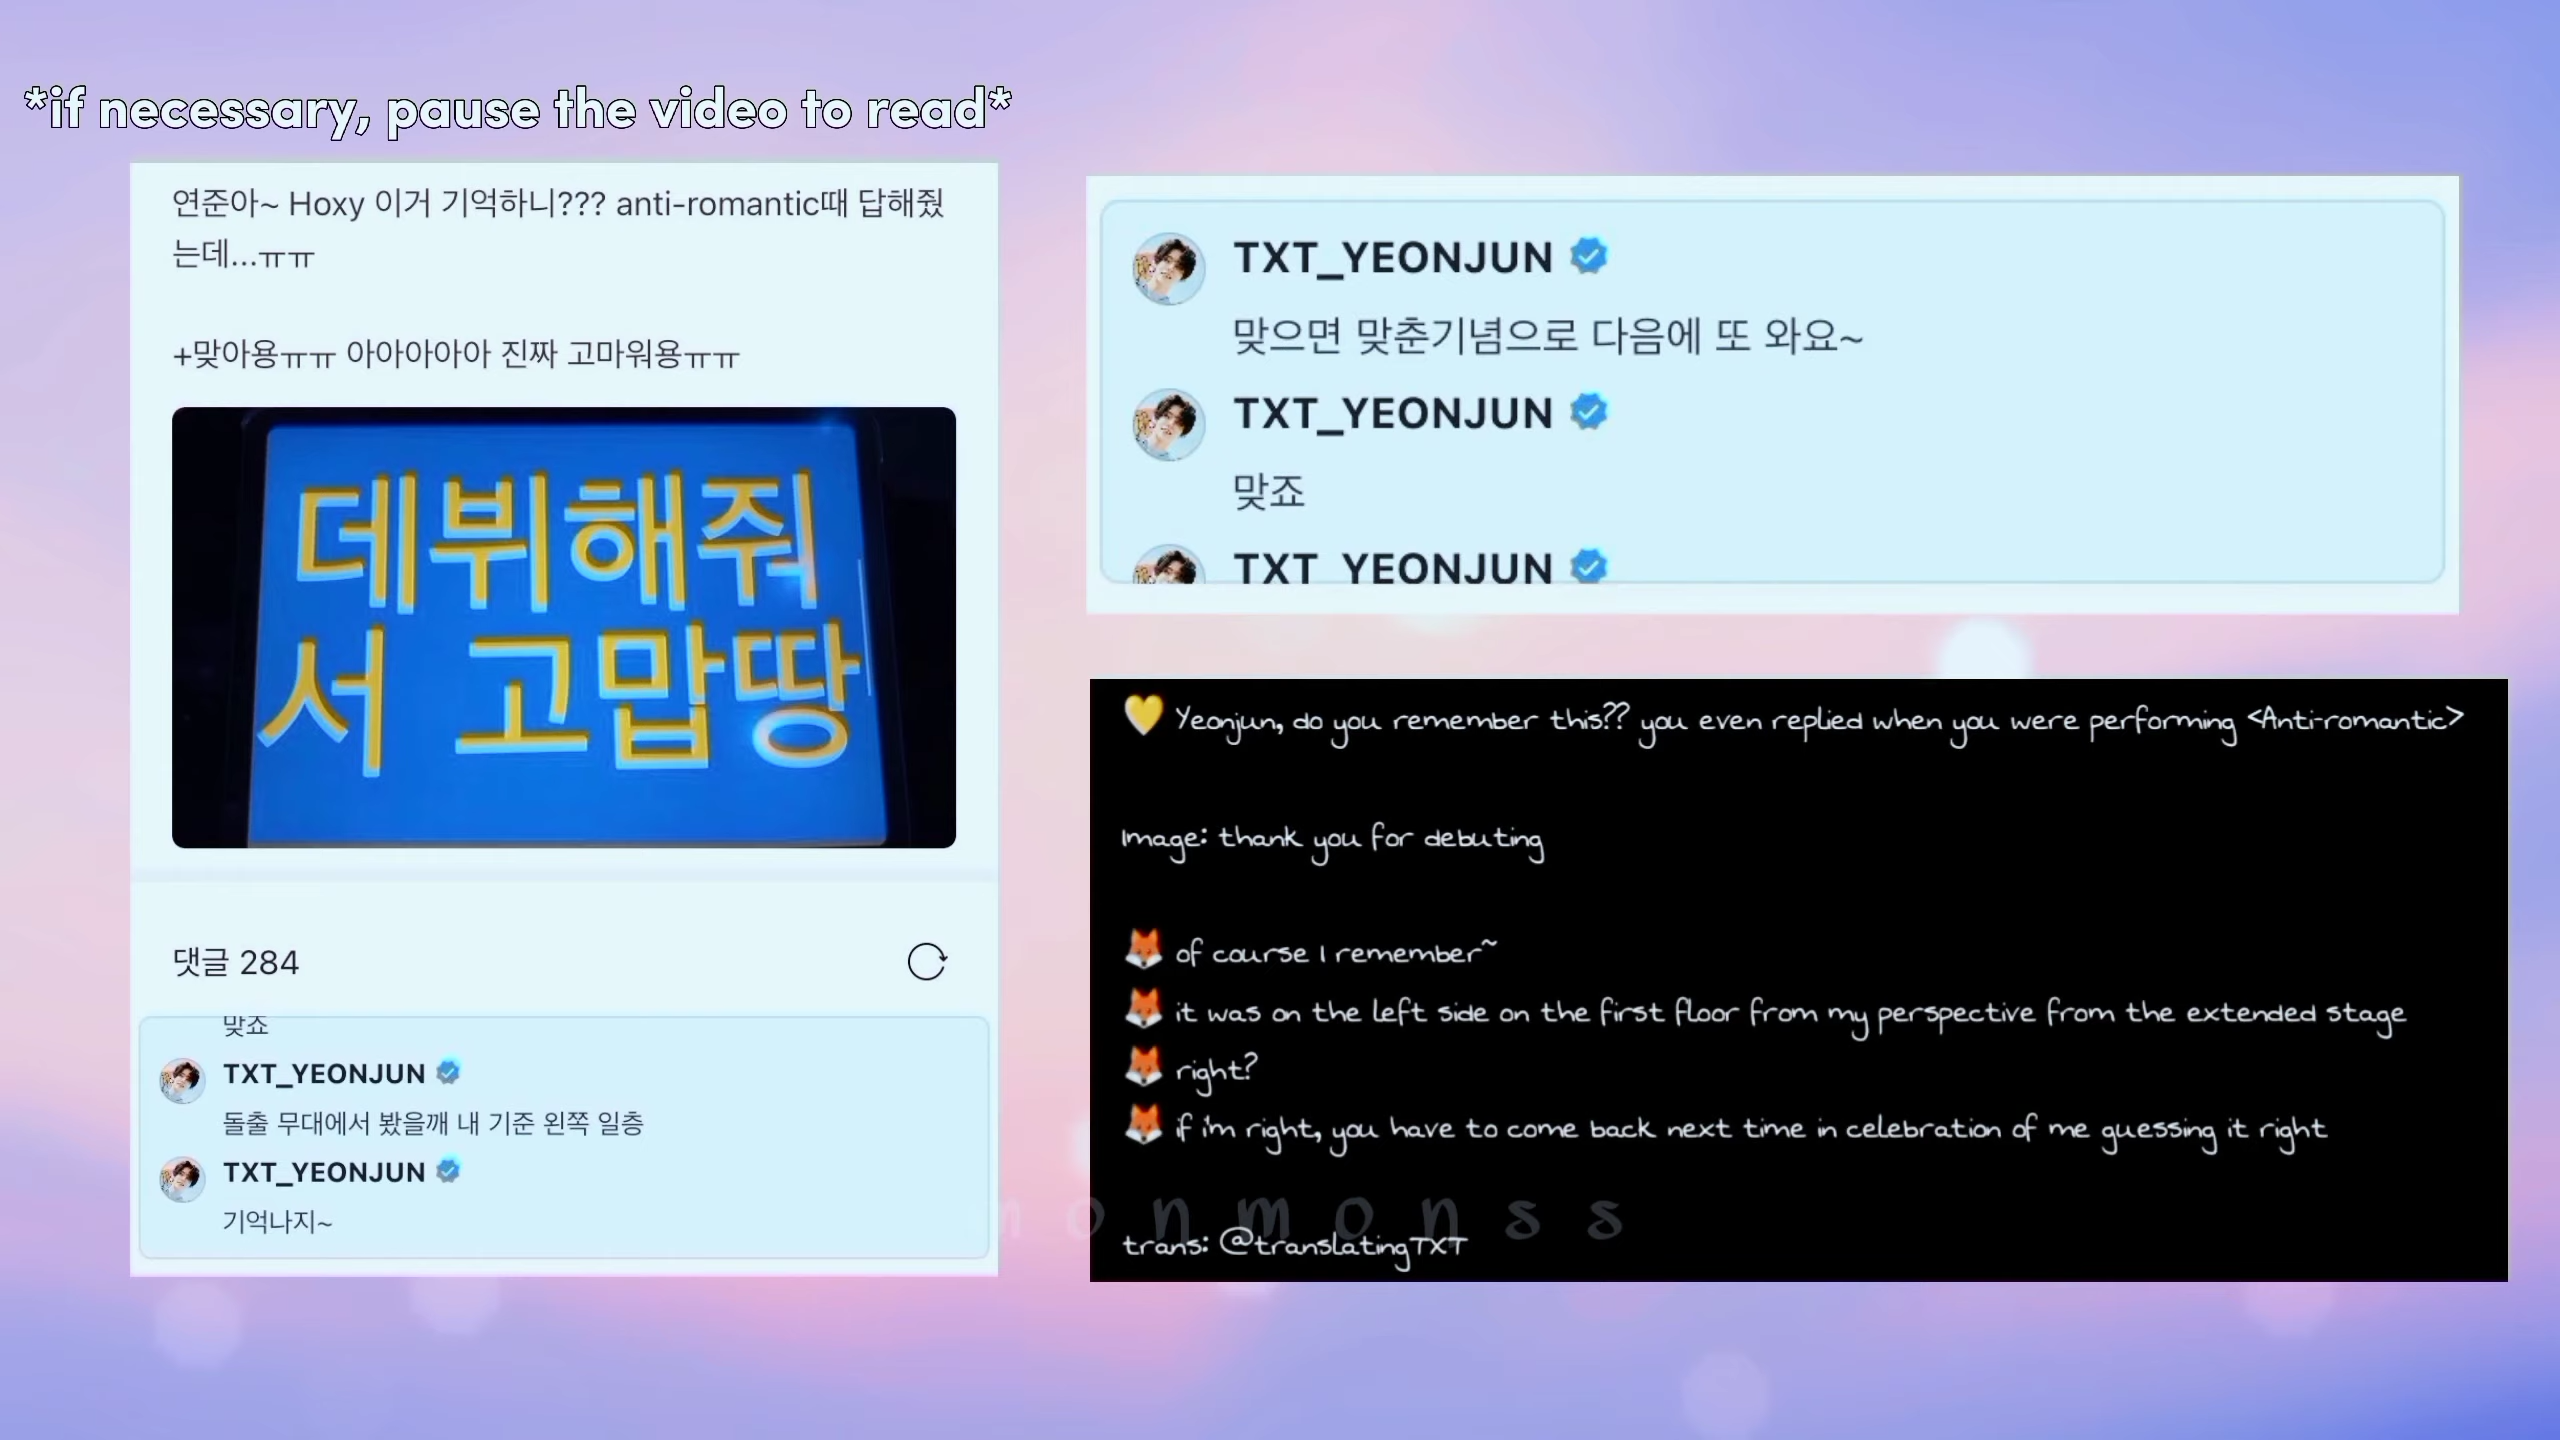 *if necessary, pause the video to read*
연준아~ Hoxy 이거 기억하니??? anti-romantic때 답해줬
는데...ㅠㅠ
+맞아용ㅠㅠ 아아아아아 진짜 고마워용ㅠㅠ
데뷔해줘
서 고맙땅
댓글 284
맞죠
TXT_YEONJUN
돌출 무대에서 봤을깨 내 기준 왼쪽 일층
TXT_YEONJUN
기억나지~
TXT_YEONJUN
맞으면 맞춘기념으로 다음에 또 와요~
TXT_YEONJUN
맞죠
TXT_YEONJUN
💛 Yeonjun, do you remember this?? you even replied when you were performing <Anti-romantic>
Image: thank you for debuting
🦊 of course I remember~
🦊 it was on the left side on the first floor from my perspective from the extended stage
🦊 right?
🦊 if i'm right, you have to come back next time in celebration of me guessing it right
monmonss
trans: @translatingTXT